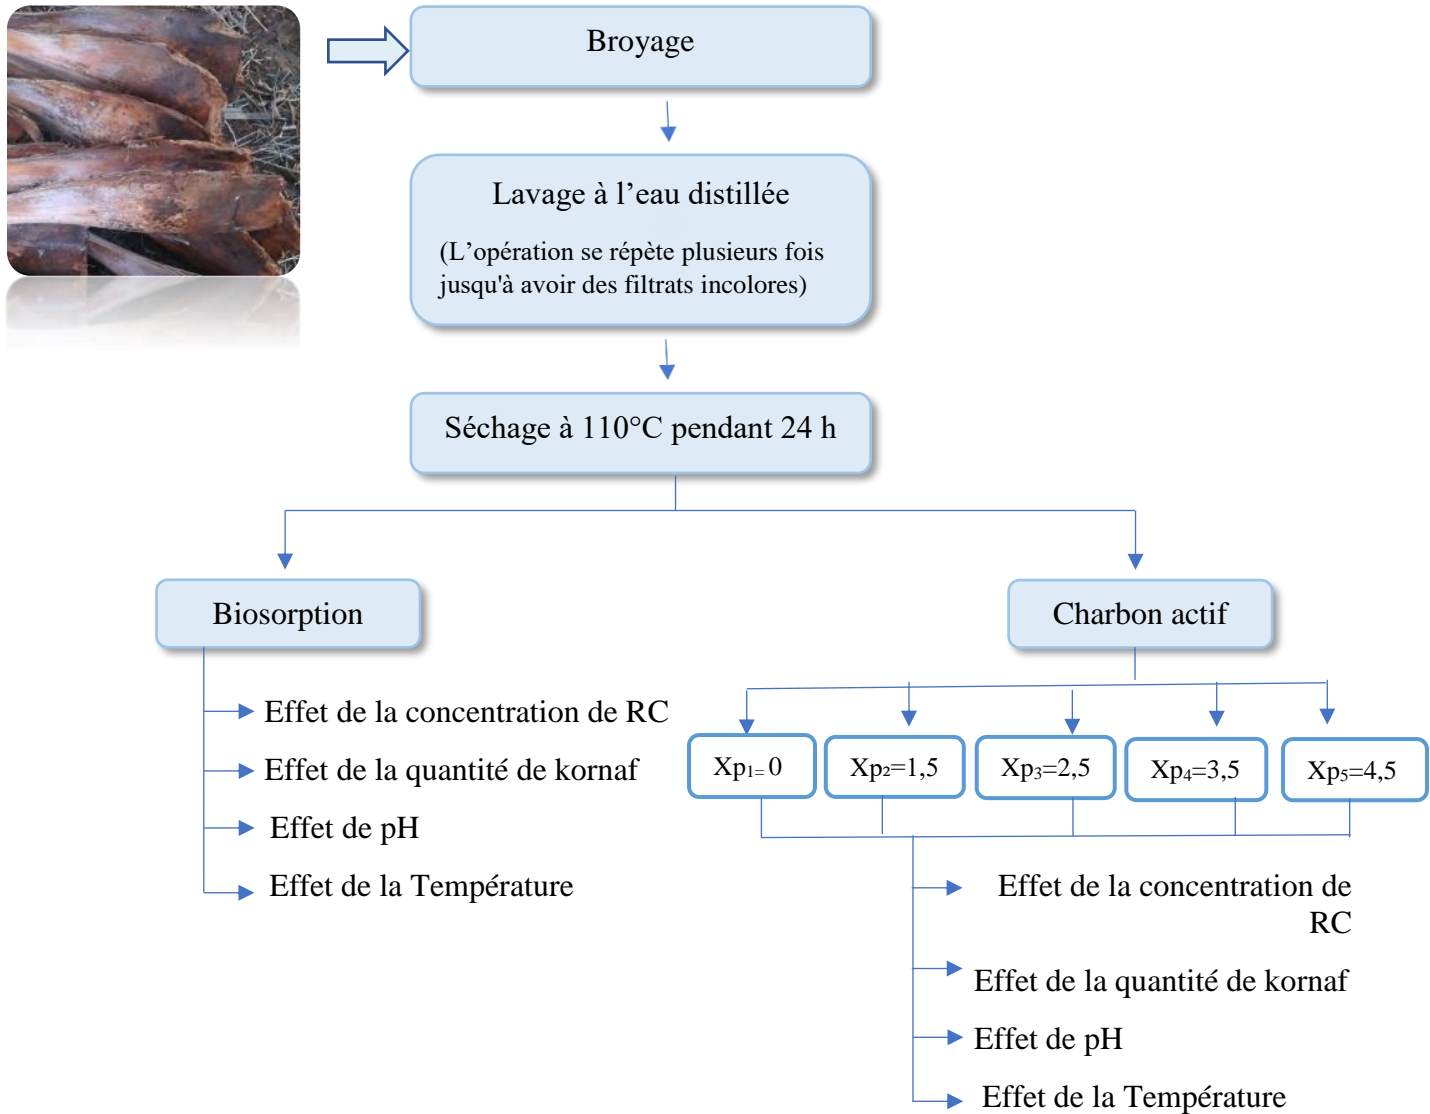 Broyage
Lavage à l’eau distillée
(L’opération se répète plusieurs fois
jusqu'à avoir des filtrats incolores)
Séchage à 110°C pendant 24 h
Biosorption
Effet de la concentration de RC
Effet de la quantité de kornaf
Effet de pH
Effet de la Température
Charbon actif
Xp₁₌ 0
Xp₂=1,5
Xp₃=2,5
Xp₄=3,5
Xp₅=4,5
Effet de la concentration de
RC
Effet de la quantité de kornaf
Effet de pH
Effet de la Température